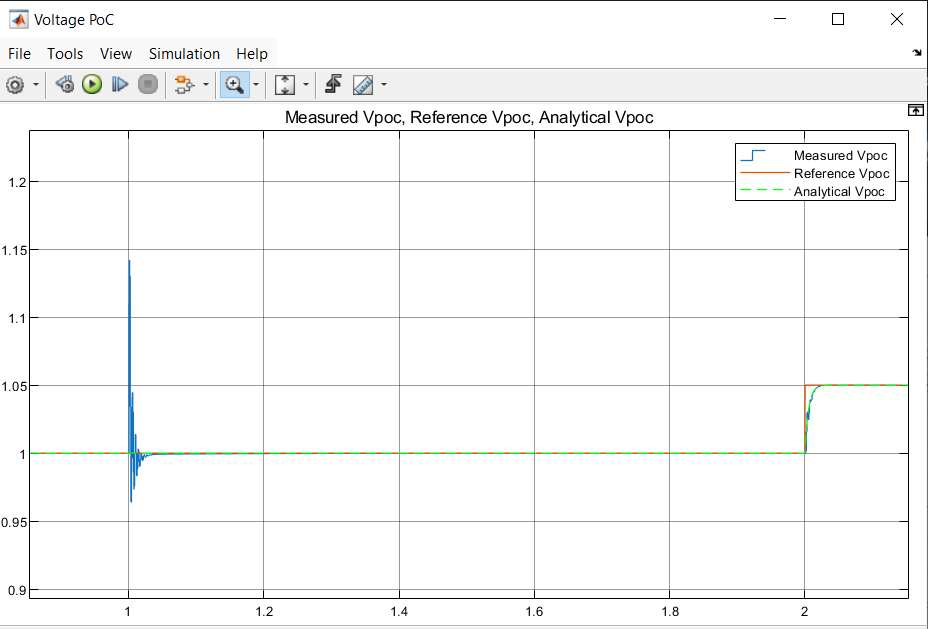 Voltage PoC
File Tools View Simulation Help
Measured Vpoc, Reference Vpoc, Analytical Vpoc
Measured Vpoc
Reference Vpoc
Analytical Vpoc
1.2
1.15
1.1
1.05
1
0.95
0.9
1 1.2 1.4 1.6 1.8 2